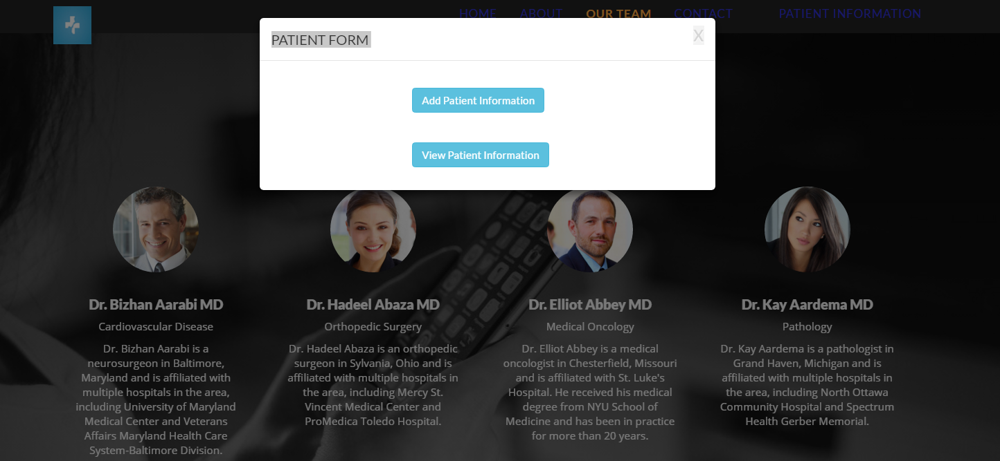 HOME ABOUT OUR TEAM CONTACT PATIENT INFORMATION
PATIENT FORM X
Add Patient Information
View Patient Information
Dr. Bizhan Aarabi MD
Cardiovascular Disease
Dr. Bizhan Aarabi is a
neurosurgeon in Baltimore,
Maryland and is affiliated with
multiple hospitals in the area,
including University of Maryland
Medical Center and Veterans
Affairs Maryland Health Care
System-Baltimore Division.
Dr. Hadeel Abaza MD
Orthopedic Surgery
Dr. Hadeel Abaza is an orthopedic
surgeon in Sylvania, Ohio and is
affiliated with multiple hospitals in
the area, including Mercy St.
Vincent Medical Center and
ProMedica Toledo Hospital.
Dr. Elliot Abbey MD
Medical Oncology
Dr. Elliot Abbey is a medical
oncologist in Chesterfield, Missouri
and is affiliated with St. Luke's
Hospital. He received his medical
degree from NYU School of
Medicine and has been in practice
for more than 20 years.
Dr. Kay Aardema MD
Pathology
Dr. Kay Aardema is a pathologist in
Grand Haven, Michigan and is
affiliated with multiple hospitals in
the area, including North Ottawa
Community Hospital and Spectrum
Health Gerber Memorial.